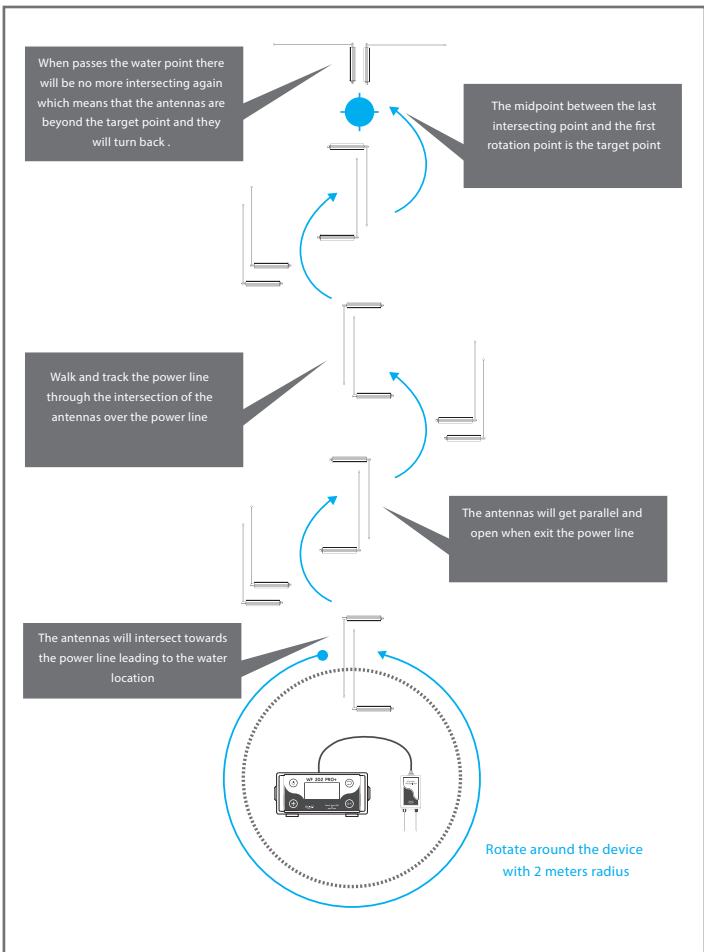 When passes the water point there
will be no more intersecting again
which means that the antennas are
beyond the target point and they
will turn back .
The midpoint between the last
intersecting point and the first
rotation point is the target point
Walk and track the power line
through the intersection of the
antennas over the power line
The antennas will get parallel and
open when exit the power line
The antennas will intersect towards
the power line leading to the water
location
WF 202 PRO+
Rotate around the device
with 2 meters radius